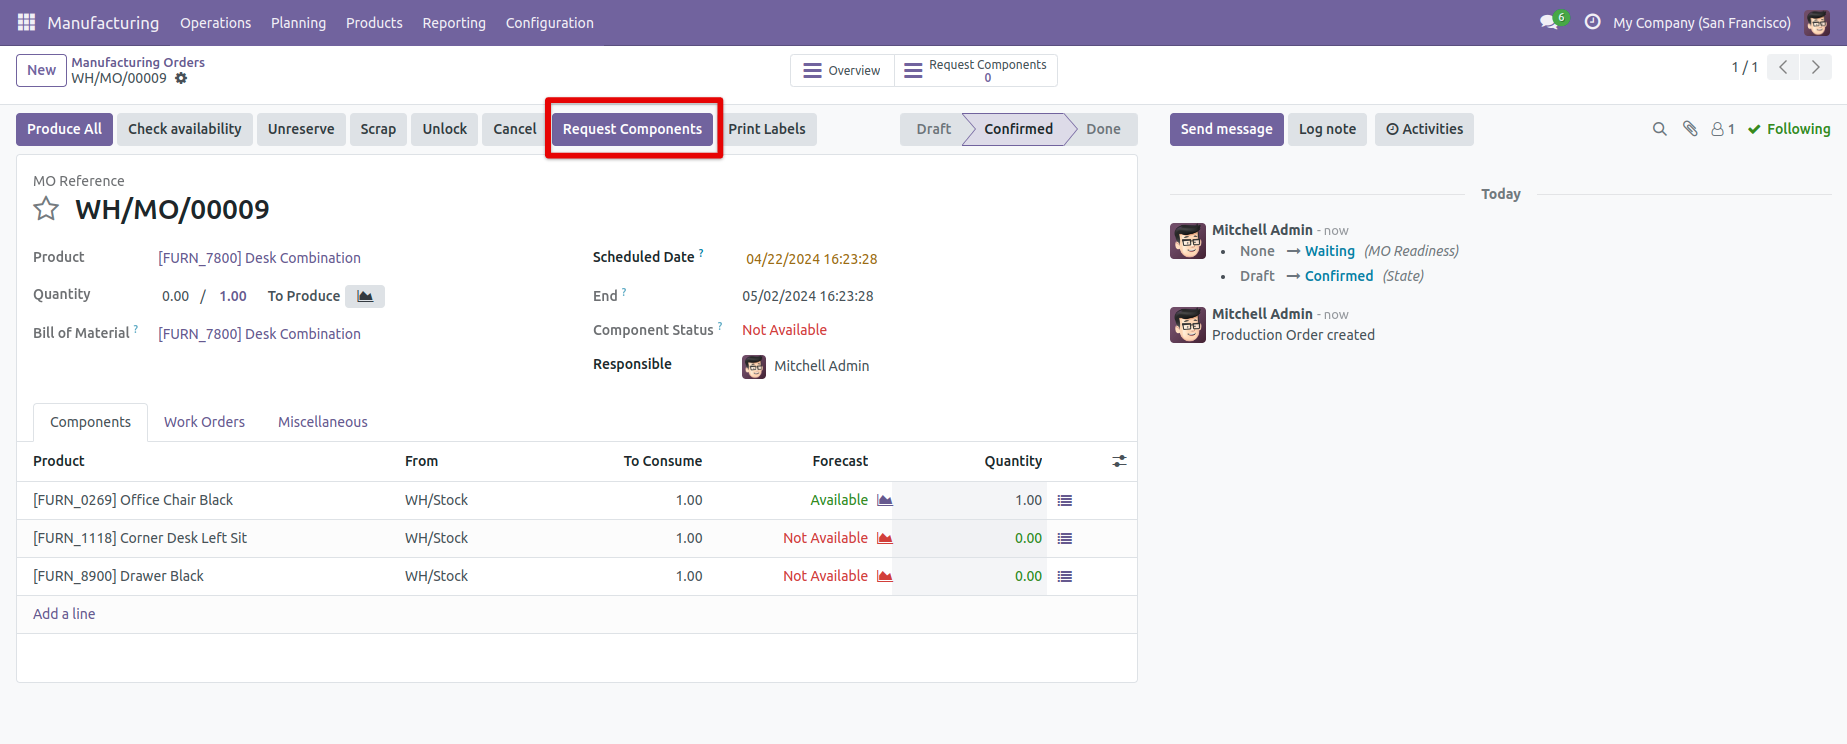 Manufacturing Operations Planning Products Reporting Configuration 6 My Company (San Francisco)
New Manufacturing Orders
WH/MO/00009
Overview Request Components
0
1 / 1
Produce All Check availability Unreserve Scrap Unlock Cancel Request Components Print Labels Draft Confirmed Done Send message Log note Activities 1 Following
MO Reference
WH/MO/00009
Product [FURN_7800] Desk Combination
Quantity 0.00 / 1.00 To Produce
Bill of Material ? [FURN_7800] Desk Combination
Scheduled Date ? 04/22/2024 16:23:28
End ? 05/02/2024 16:23:28
Component Status ? Not Available
Responsible Mitchell Admin
Components Work Orders Miscellaneous
Product From To Consume Forecast Quantity
[FURN_0269] Office Chair Black WH/Stock 1.00 Available 1.00
[FURN_1118] Corner Desk Left Sit WH/Stock 1.00 Not Available 0.00
[FURN_8900] Drawer Black WH/Stock 1.00 Not Available 0.00
Add a line
Today
Mitchell Admin - now
• None → Waiting (MO Readiness)
• Draft → Confirmed (State)
Mitchell Admin - now
Production Order created